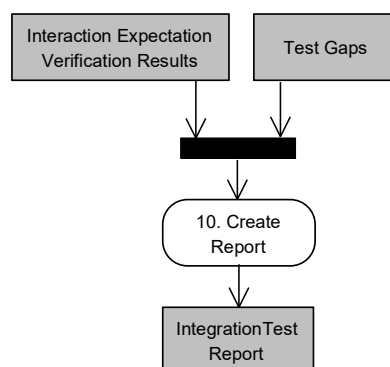 Interaction Expectation
Verification Results
Test Gaps
10. Create
Report
IntegrationTest
Report